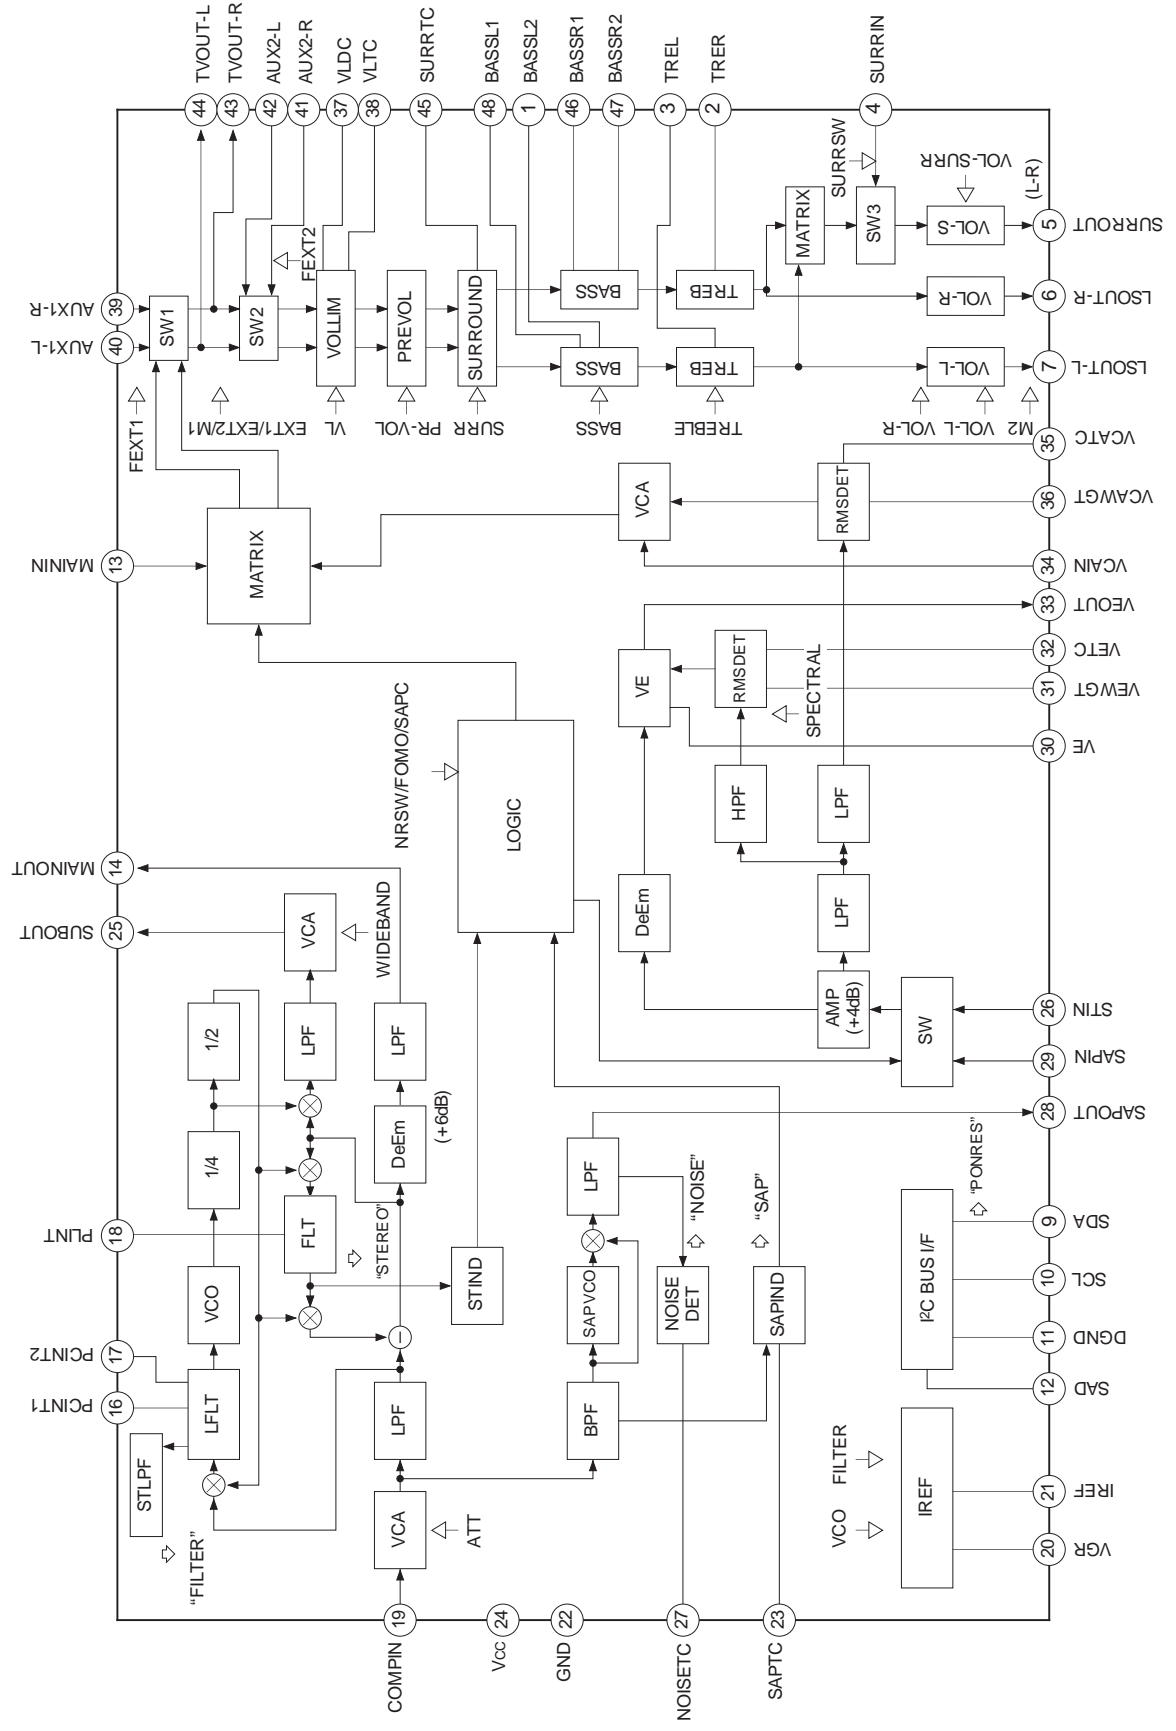 TVOUT-L
TVOUT-R
AUX2-L
AUX2-R
VLDC
VLTC
SURRTC
BASSL1
BASSL2
BASSR1
BASSR2
TREL
TRER
SURRIN
44
43
42
41
37
38
45
48
1
46
47
3
2
4
AUX1-R
39
AUX1-L
40
SW1
SW2
FEXT2
VOLLIM
PREVOL
SURROUND
BASS
BASS
TREB
TREB
MATRIX
SURRSW
SW3
VOL-SURR
VOL-S
(L-R)
5
SURROUT
VOL-R
6
LSOUT-R
VOL-L
7
LSOUT-L
FEXT1
EXT1/EXT2/M1
VL
PR-VOL
SURR
BASS
TREBLE
VOL-R
VOL-L
M2
MAININ
13
MATRIX
VCA
RMSDET
35
VCATC
36
VCAWGT
34
VCAIN
33
VEOUT
32
VETC
31
VEWGT
30
VE
VE
RMSDET
SPECTRAL
HPF
LPF
NRSW/FOMO/SAPC
LOGIC
DeEm
LPF
AMP
(+4dB)
SW
26
STIN
29
SAPIN
28
SAPOUT
MAINOUT
14
SUBOUT
25
VCA
WIDEBAND
1/2
LPF
LPF
1/4
DeEm
(+6dB)
PLINT
18
FLT
"STEREO"
STIND
LPF
"NOISE"
"SAP"
SAPVCO
NOISE
DET
SAPIND
BPF
VCO
PCINT2
17
PCINT1
16
LFLT
LPF
STLPF
"FILTER"
VCA
ATT
I2C BUS I/F
"PONRES"
9
SDA
10
SCL
11
DGND
12
SAD
VCO
FILTER
IREF
21
IREF
20
VGR
19
24
22
27
23
COMPIN
Vcc
GND
NOISETC
SAPTC